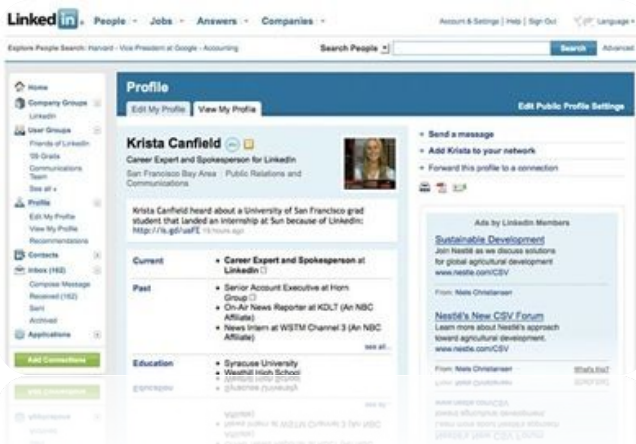 Linked in
People Jobs Answers Companies
Account & Settings | Help | Sign Out Language
Explore People Search: Harvard - Vice President at Google - Accounting
Search People
Search
Advanced
Home
Company Groups
LinkedIn
User Groups
Friends of LinkedIn
'05 Grads
Communications
Team
See all
Profile
Edit My Profile
View My Profile
Recommendations
Contacts
Inbox (162)
Compose Message
Received (162)
Sent
Archived
Applications
Add Connections
Profile
Edit My Profile
View My Profile
Edit Public Profile Settings
Krista Canfield
Career Expert and Spokesperson for LinkedIn
San Francisco Bay Area | Public Relations and
Communications
Krista Canfield heard about a University of San Francisco grad
student that landed an internship at Sun because of LinkedIn:
hours ago
Current
• Career Expert and Spokesperson at
LinkedIn
Past
• Senior Account Executive at Horn
Group
• On-Air News Reporter at KDLT (An NBC
Affiliate)
• News Intern at WSTM Channel 3 (An NBC
Affiliate)
see all...
Education
• Syracuse University
• Westhill High School
Send a message
Add Krista to your network
Forward this profile to a connection
Ads by LinkedIn Members
Sustainable Development
Join Nestlé as we discuss solutions
for global agricultural development.
www.nestle.com/CSV
From: Niels Christiansen
Nestlé's New CSV Forum
Learn more about Nestlé's approach
toward agricultural development.
www.nestle.com/CSV
From: Niels Christiansen
What's this?